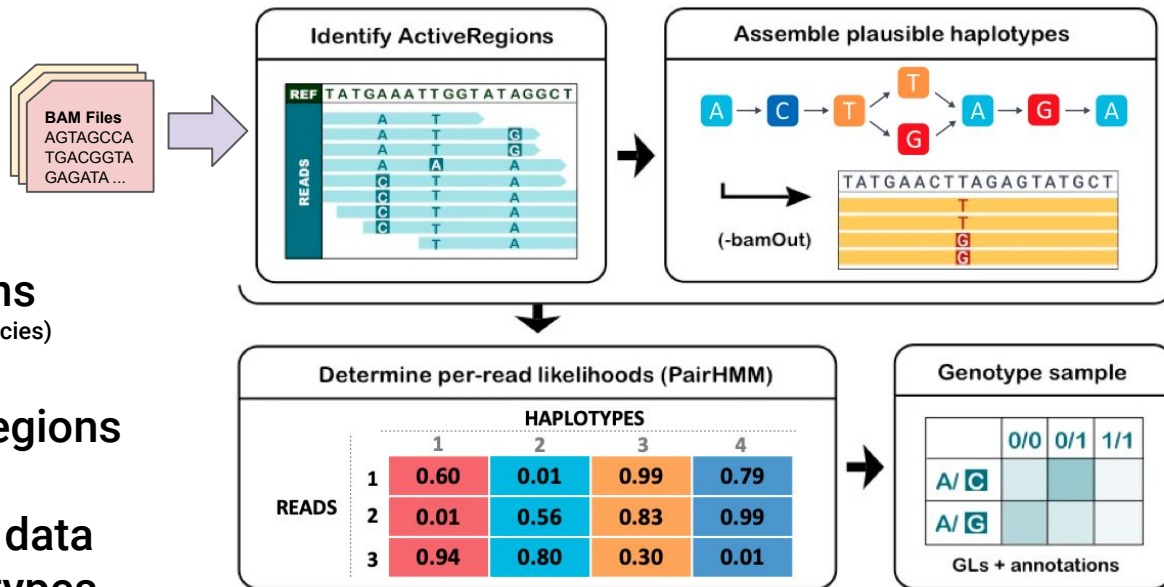 BAM Files
AGTAGCCA
TGACGGTA
GAGATA ...
Identify ActiveRegions
REF TATGAAATTGGTATAGGCT
READS
A T
A T G
A T G
A A A
C T A
C T A
C T A
C T A
T A
Assemble plausible haplotypes
A C T T G A G A
(-bamOut)
TATGAACTTAGAGTATGCT
T
T
G
G
ns
cies)
egions
data
types
Determine per-read likelihoods (PairHMM)
HAPLOTYPES
1 2 3 4
READS
1 0.60 0.01 0.99 0.79
2 0.01 0.56 0.83 0.99
3 0.94 0.80 0.30 0.01
Genotype sample
0/0 0/1 1/1
A/ C
A/ G
GLs + annotations